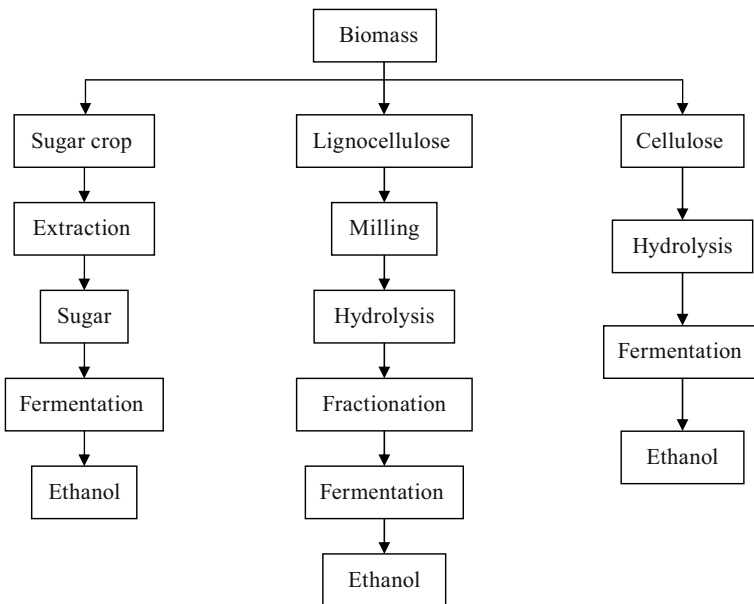 Biomass
Sugar crop
Extraction
Sugar
Fermentation
Ethanol
Lignocellulose
Milling
Hydrolysis
Fractionation
Fermentation
Ethanol
Cellulose
Hydrolysis
Fermentation
Ethanol